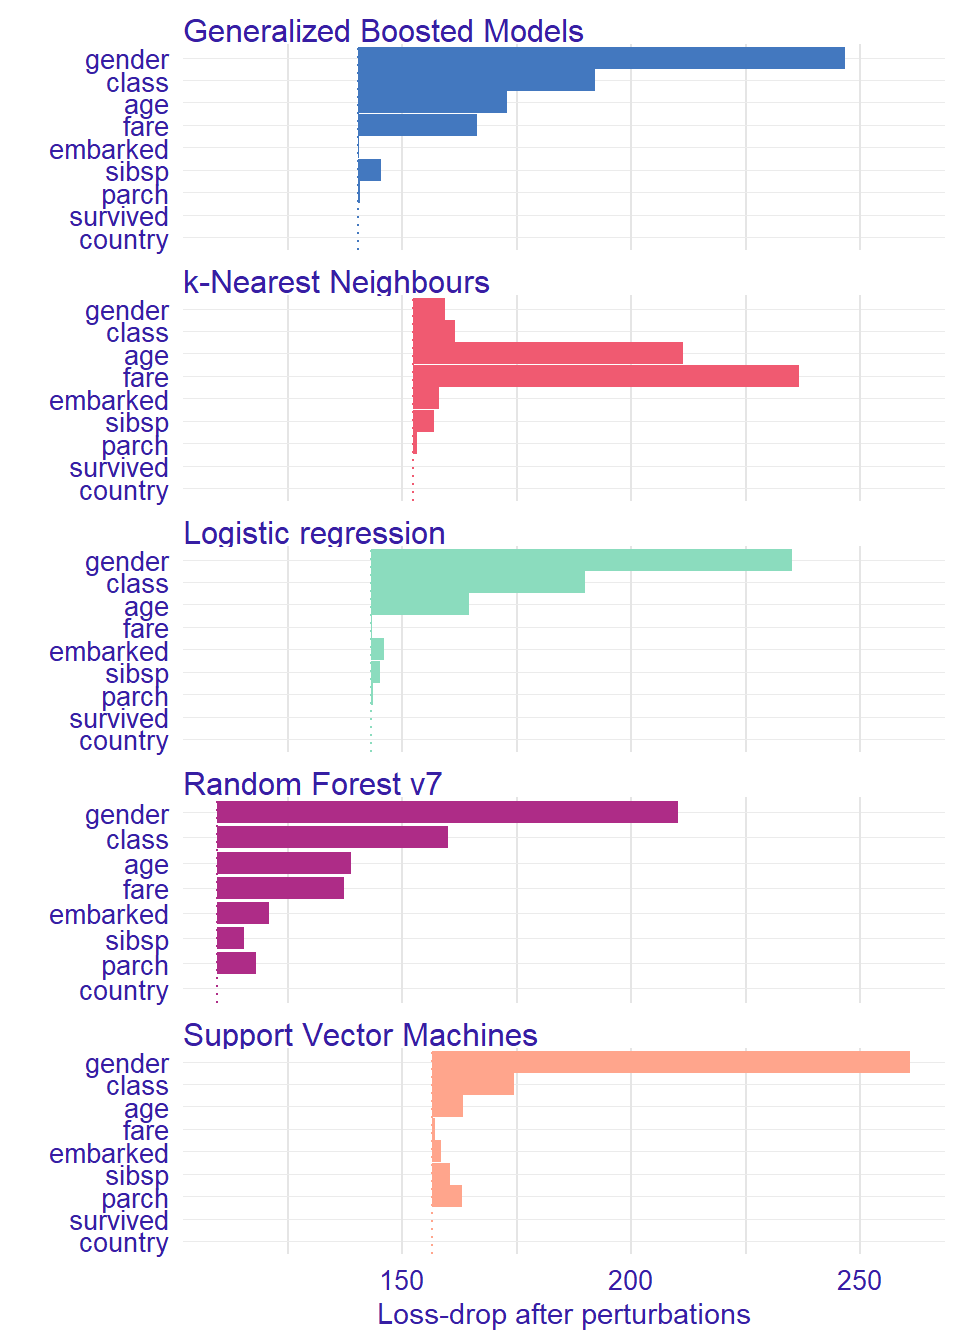 Generalized Boosted Models
gender
class
age
fare
embarked
sibsp
parch
survived
country
k-Nearest Neighbours
gender
class
age
fare
embarked
sibsp
parch
survived
country
Logistic regression
gender
class
age
fare
embarked
sibsp
parch
survived
country
Random Forest v7
gender
class
age
fare
embarked
sibsp
parch
country
Support Vector Machines
gender
class
age
fare
embarked
sibsp
parch
survived
country
150 200 250
Loss-drop after perturbations